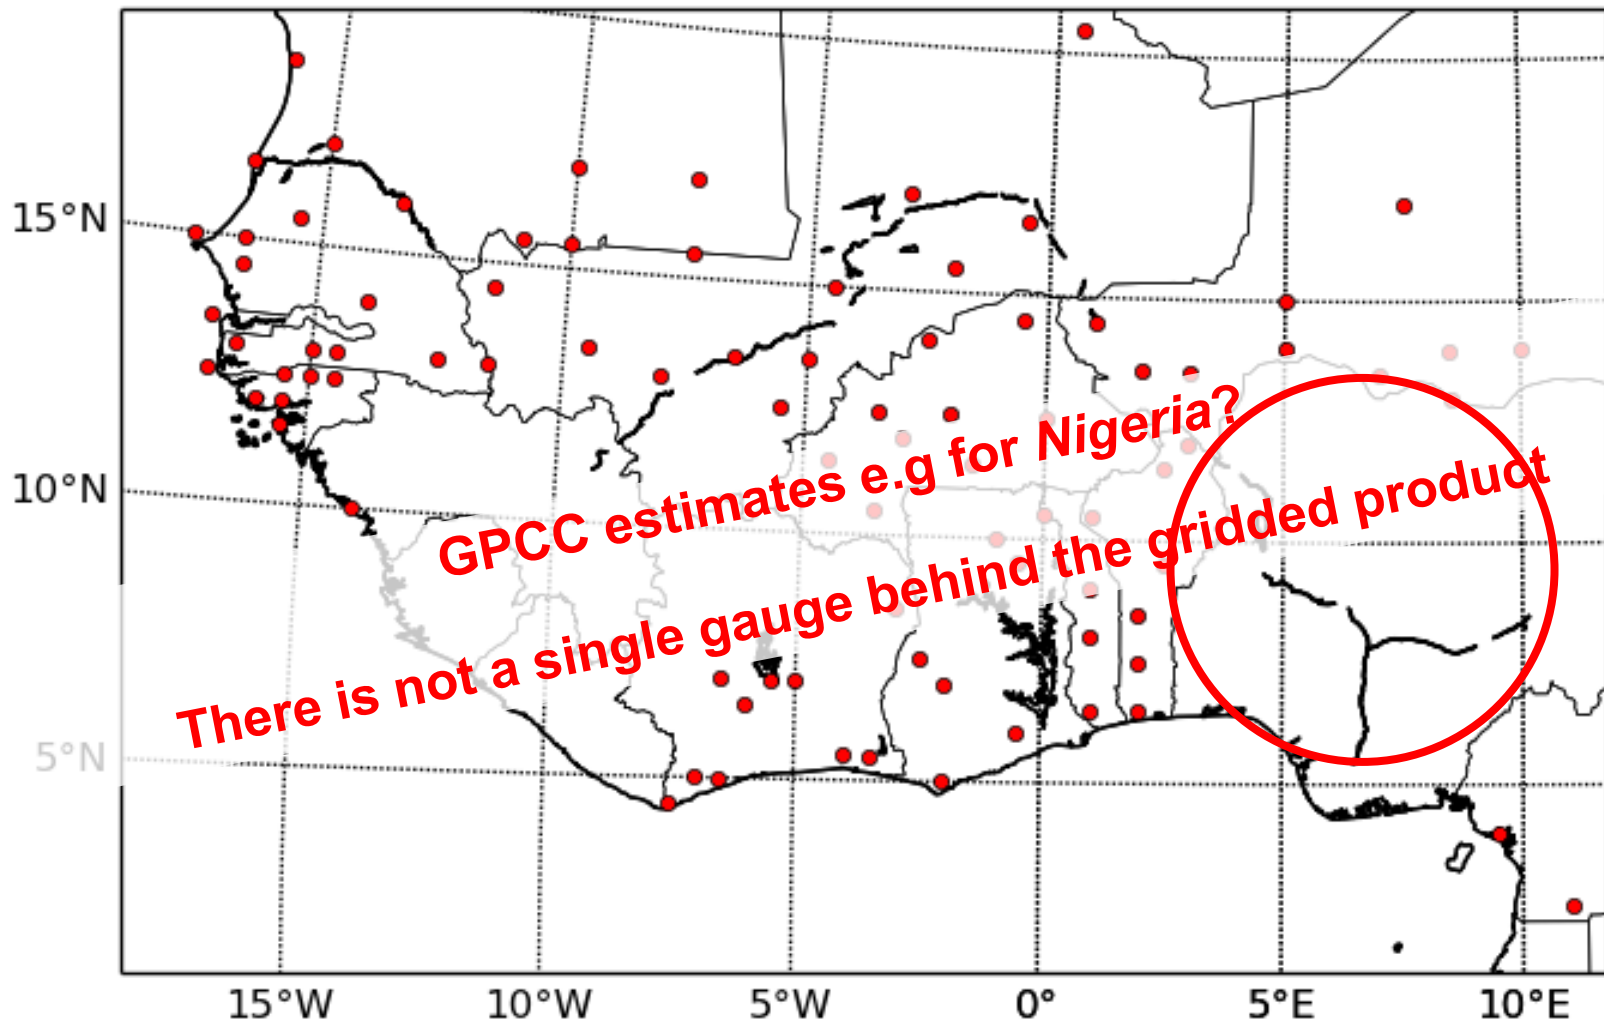 15°N
GPCC estimates e.g for Nigeria?
10°N
There is not a single gauge behind the gridded product
5°N
15°W 10°W 5°W 0° 5°E 10°E